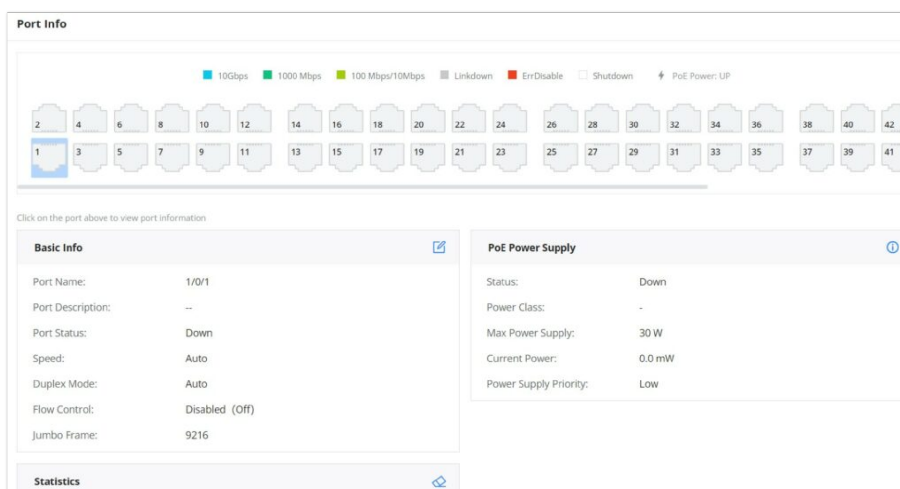 Port Info
10Gbps 1000 Mbps 100 Mbps/10Mbps Linkdown ErrDisable Shutdown PoE Power: UP
2 4 6 8 10 12 14 16 18 20 22 24 26 28 30 32 34 36 38 40 42
1 3 5 7 9 11 13 15 17 19 21 23 25 27 29 31 33 35 37 39 41
Click on the port above to view port information
Basic Info
Port Name: 1/0/1
Port Description: --
Port Status: Down
Speed: Auto
Duplex Mode: Auto
Flow Control: Disabled (Off)
Jumbo Frame: 9216
PoE Power Supply
Status: Down
Power Class: -
Max Power Supply: 30 W
Current Power: 0.0 mW
Power Supply Priority: Low
Statistics